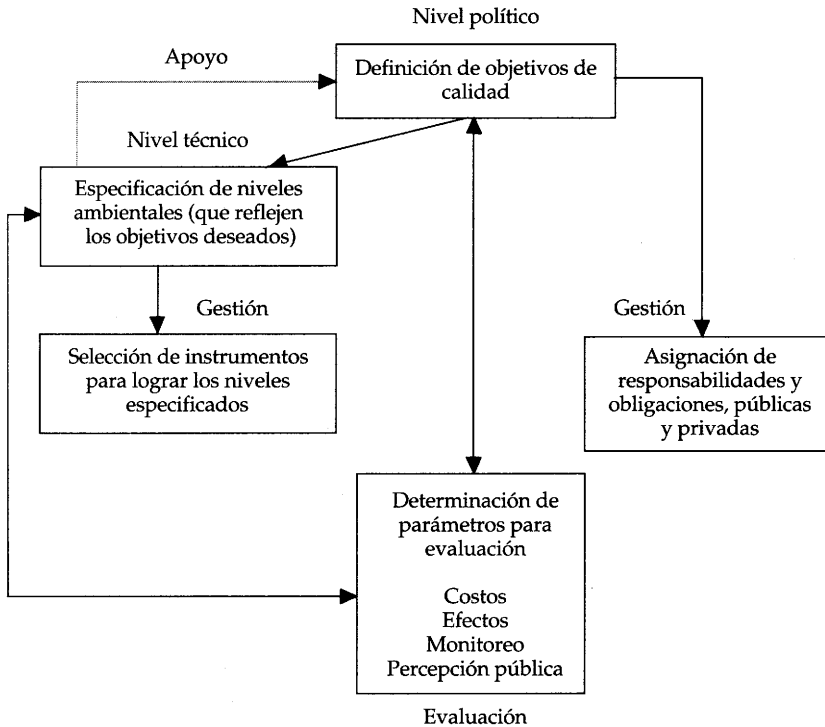 Nivel político
Apoyo
Definición de objetivos de
calidad
Nivel técnico
Especificación de niveles
ambientales (que reflejen
los objetivos deseados)
Gestión
Selección de instrumentos
para lograr los niveles
especificados
Gestión
Asignación de
responsabilidades y
obligaciones, públicas
y privadas
Determinación de
parámetros para
evaluación
Costos
Efectos
Monitoreo
Percepción pública
Evaluación